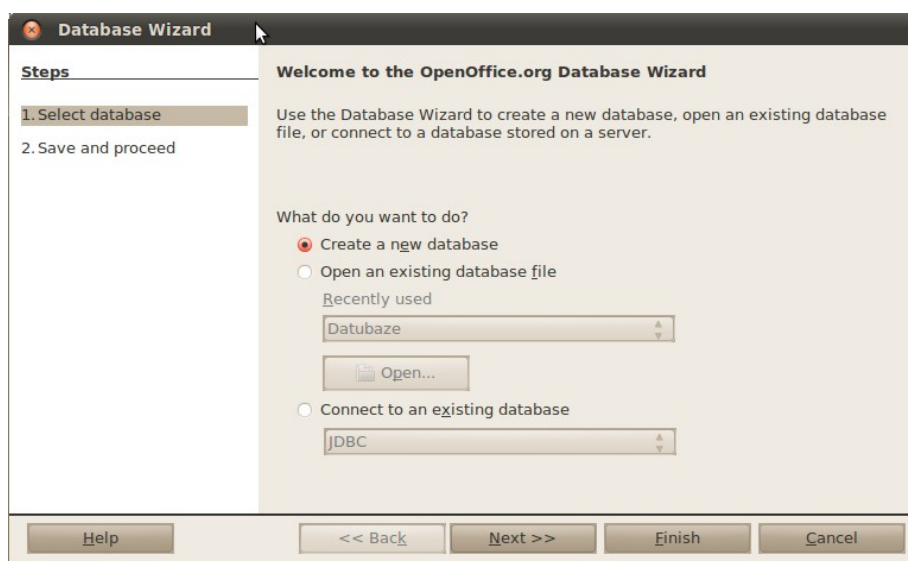 Database Wizard
Steps
1. Select database
2. Save and proceed
Welcome to the OpenOffice.org Database Wizard
Use the Database Wizard to create a new database, open an existing database
file, or connect to a database stored on a server.
What do you want to do?
Create a new database
Open an existing database file
Recently used
Datubaze
Open...
Connect to an existing database
JDBC
Help
<< Back
Next >>
Finish
Cancel